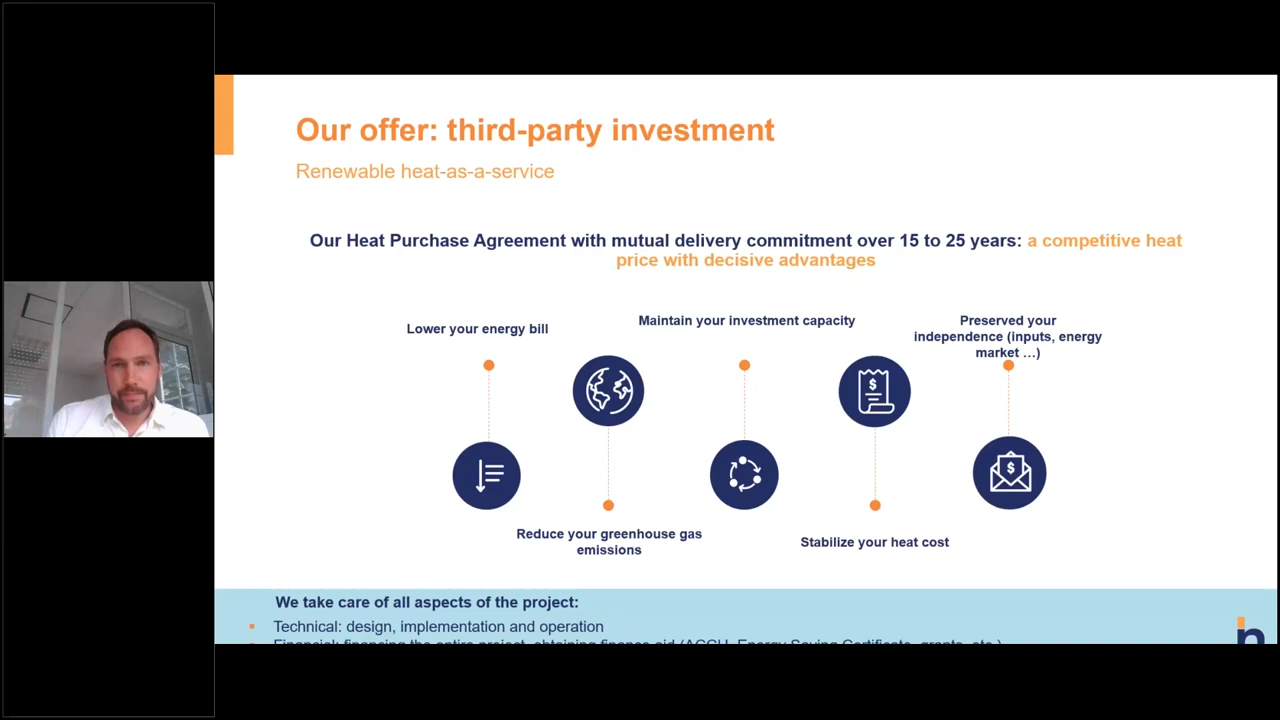 Our offer: third-party investment
Renewable heat-as-a-service
Our Heat Purchase Agreement with mutual delivery commitment over 15 to 25 years: a competitive heat
price with decisive advantages
Lower your energy bill
Maintain your investment capacity
Preserved your
independence (inputs, energy
market ...)
$
$
Reduce your greenhouse gas
emissions
Stabilize your heat cost
We take care of all aspects of the project:
▪ Technical: design, implementation and operation
Financial: financing the entire project, obtaining finance aid (ACCU, Energy Saving Certificate, grants, etc.)